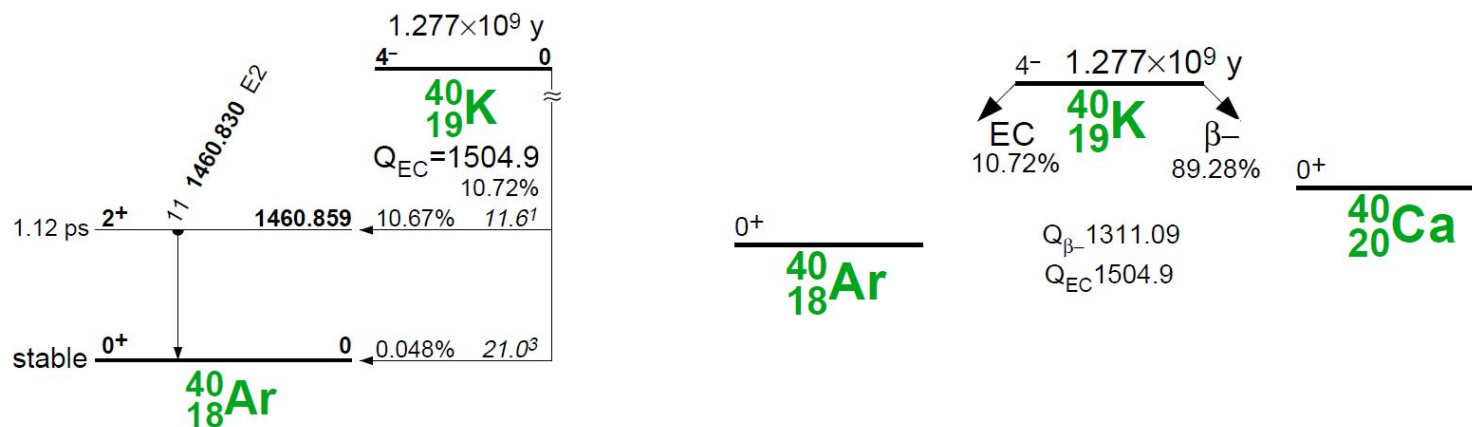 1.277×10⁹ y
4⁻ 0
⁴⁰₁₉K
Q_EC=1504.9
10.72%
11 1460.830 E2
1.12 ps 2⁺ 1460.859 10.67% 11.6¹
stable 0⁺ 0 0.048% 21.0³
⁴⁰₁₈Ar
4⁻ 1.277×10⁹ y
⁴⁰₁₉K
EC β−
10.72% 89.28%
0⁺
⁴⁰₂₀Ca
0⁺
⁴⁰₁₈Ar
Q_β− 1311.09
Q_EC 1504.9